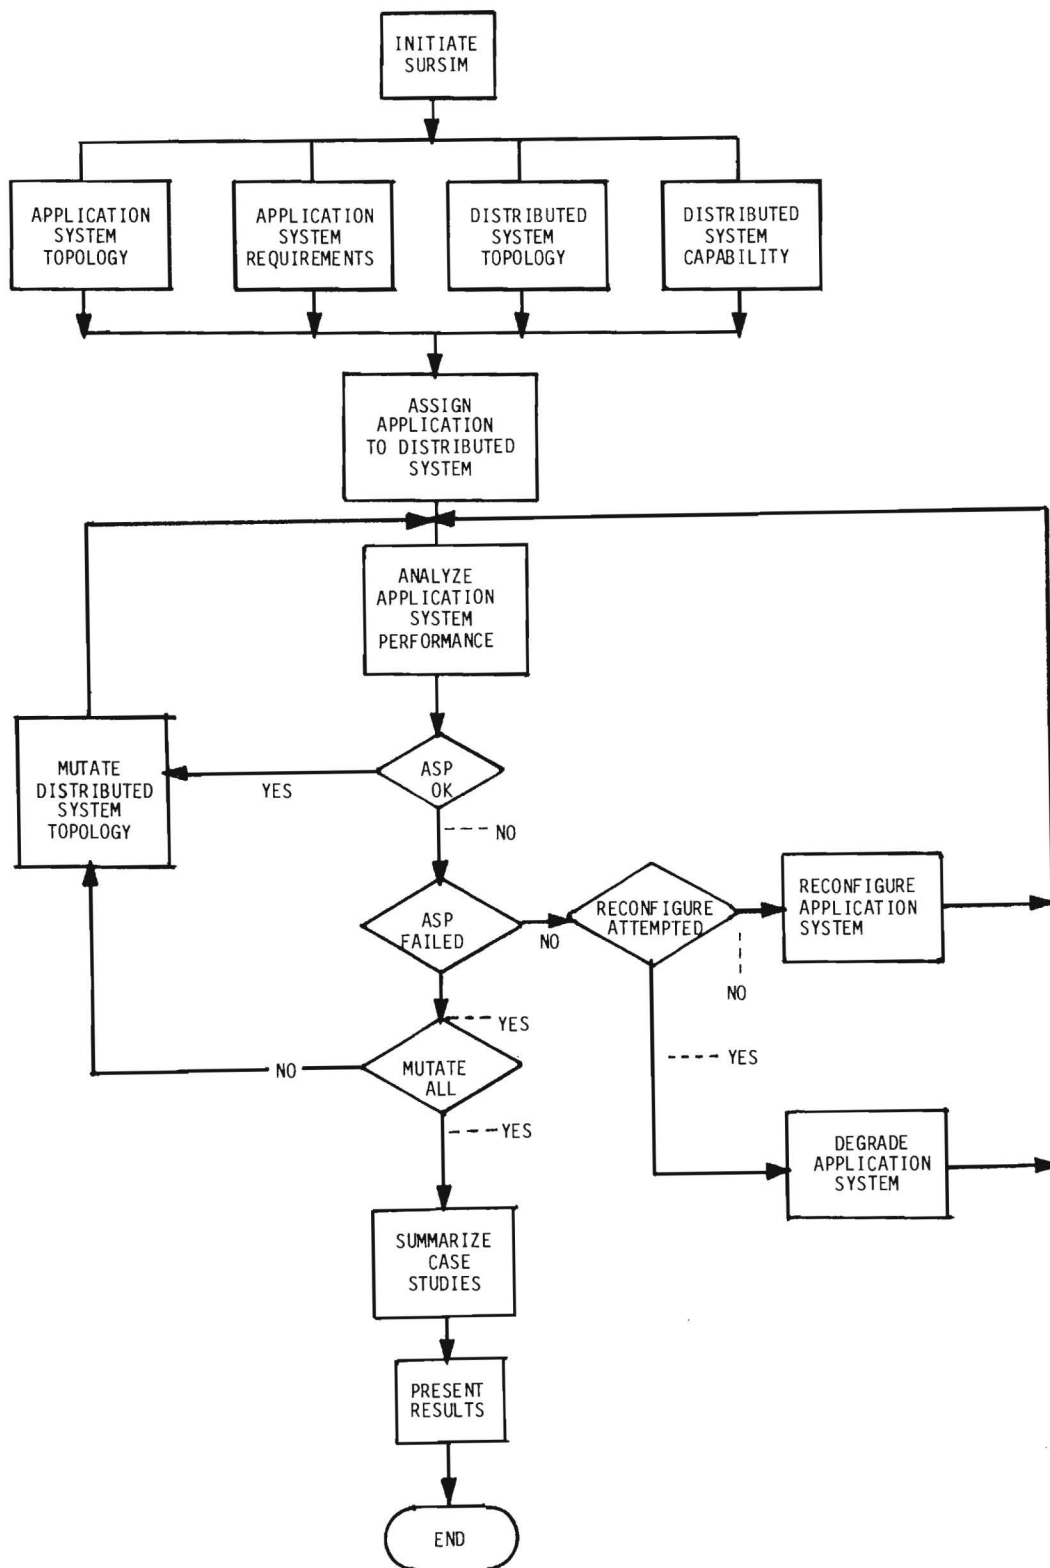 INITIATE
SURSIM
APPLICATION
SYSTEM
TOPOLOGY
APPLICATION
SYSTEM
REQUIREMENTS
DISTRIBUTED
SYSTEM
TOPOLOGY
DISTRIBUTED
SYSTEM
CAPABILITY
ASSIGN
APPLICATION
TO DISTRIBUTED
SYSTEM
ANALYZE
APPLICATION
SYSTEM
PERFORMANCE
MUTATE
DISTRIBUTED
SYSTEM
TOPOLOGY
YES
ASP
OK
NO
ASP
FAILED
NO
RECONFIGURE
ATTEMPTED
NO
RECONFIGURE
APPLICATION
SYSTEM
YES
YES
NO
MUTATE
ALL
YES
DEGRADE
APPLICATION
SYSTEM
SUMMARIZE
CASE
STUDIES
PRESENT
RESULTS
END